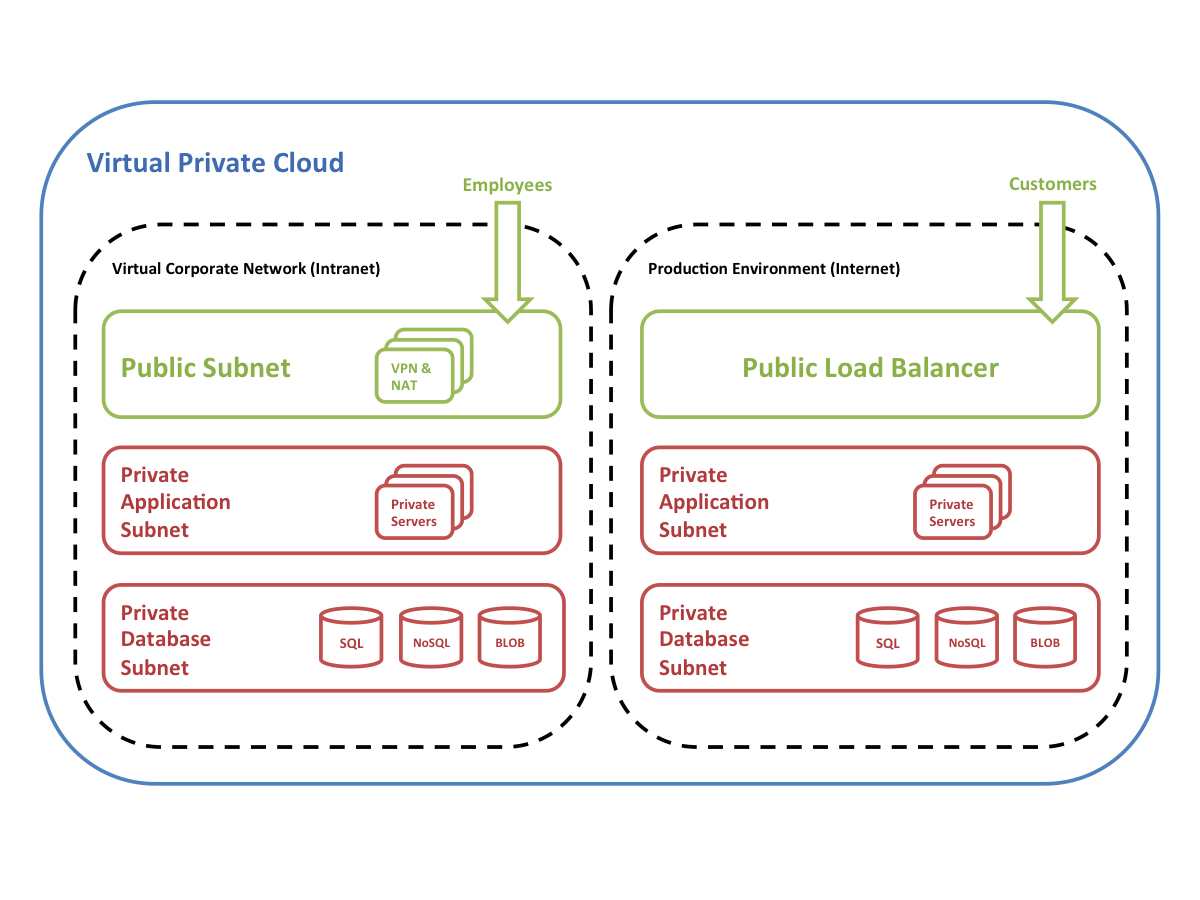 Virtual Private Cloud
Employees
Customers
Virtual Corporate Network (Intranet)
Production Environment (Internet)
Public Subnet
VPN &
NAT
Public Load Balancer
Private
Application
Subnet
Private
Servers
Private
Application
Subnet
Private
Servers
Private
Database
Subnet
SQL
NoSQL
BLOB
Private
Database
Subnet
SQL
NoSQL
BLOB